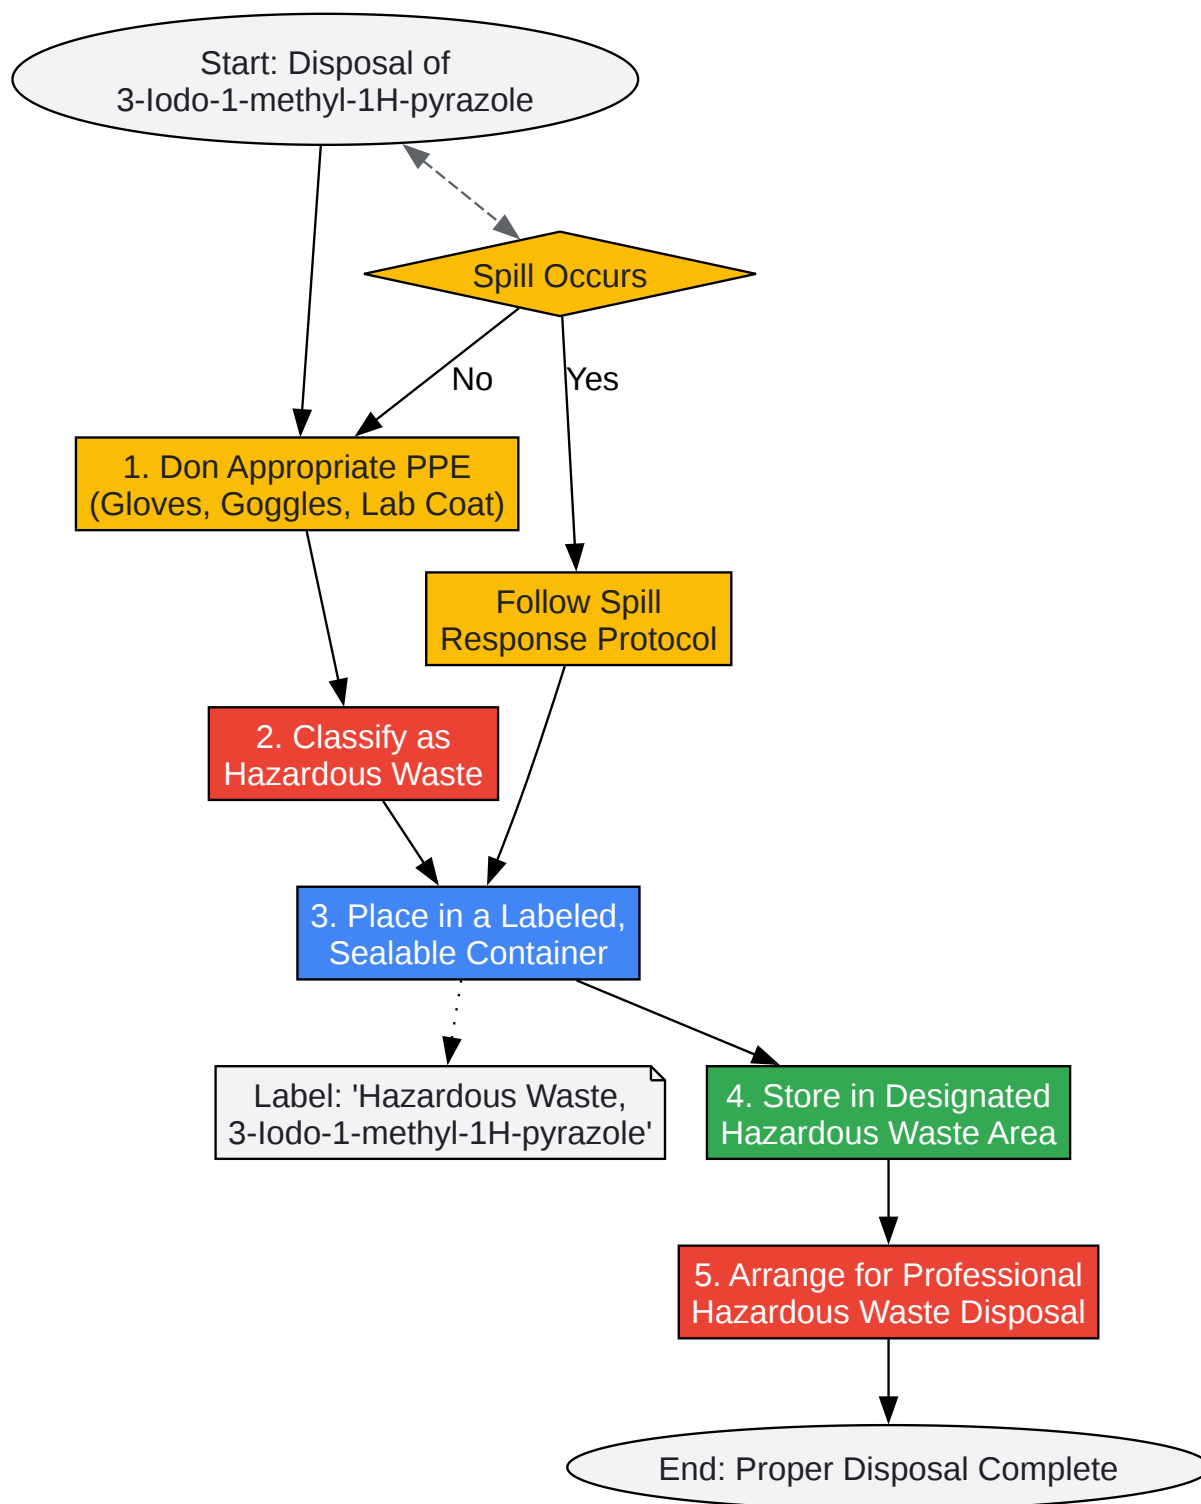 Start: Disposal of
3-Iodo-1-methyl-1H-pyrazole
Spill Occurs
No
Yes
1. Don Appropriate PPE
(Gloves, Goggles, Lab Coat)
Follow Spill
Response Protocol
2. Classify as
Hazardous Waste
3. Place in a Labeled,
Sealable Container
Label: 'Hazardous Waste,
3-Iodo-1-methyl-1H-pyrazole'
4. Store in Designated
Hazardous Waste Area
5. Arrange for Professional
Hazardous Waste Disposal
End: Proper Disposal Complete